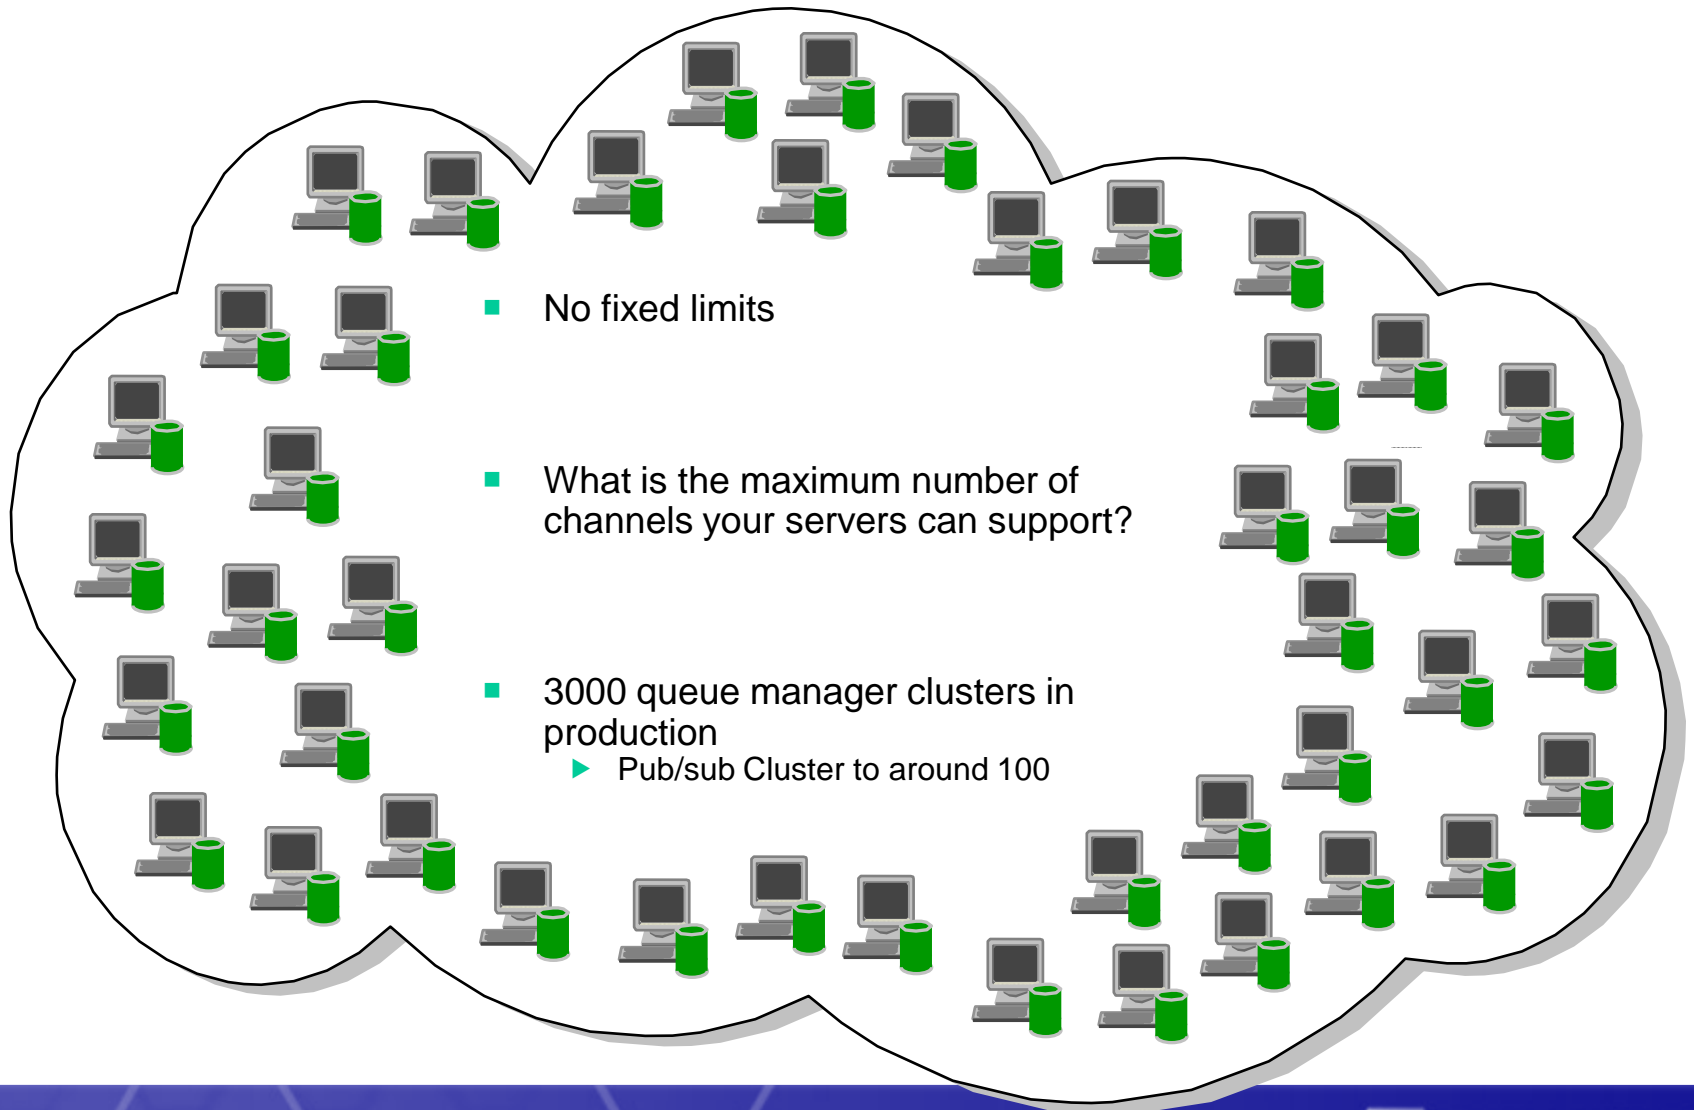 No fixed limits
What is the maximum number of
channels your servers can support?
3000 queue manager clusters in
production
Pub/sub Cluster to around 100